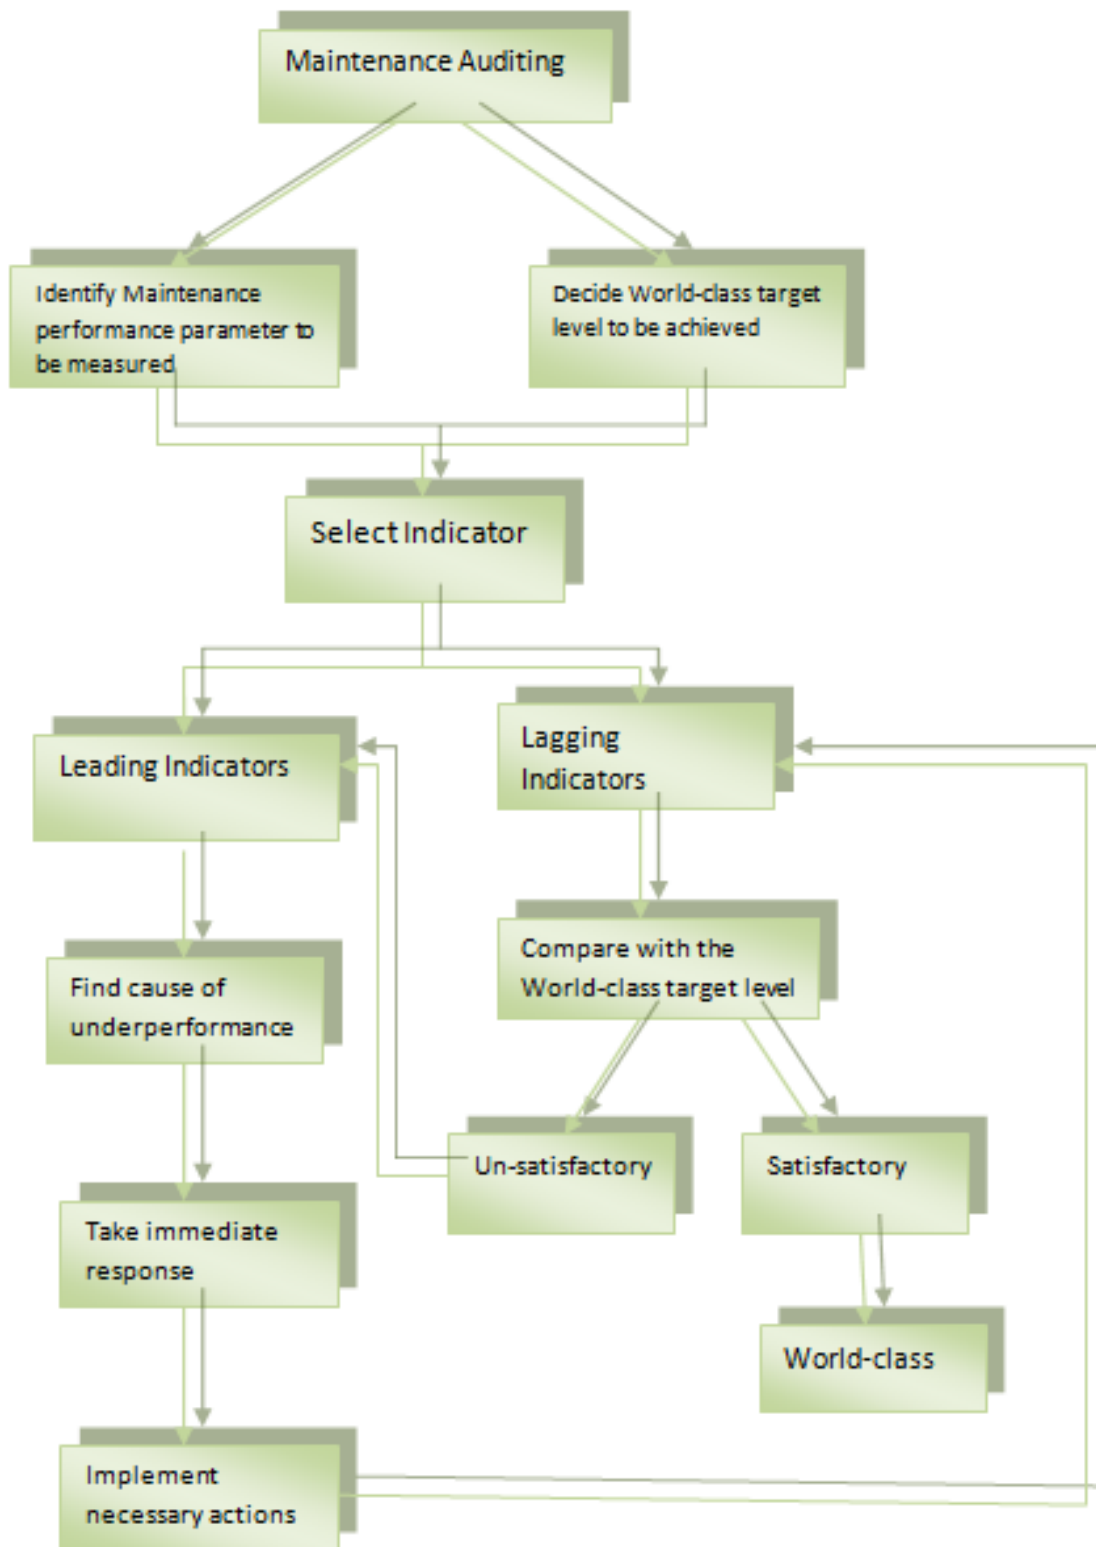 Maintenance Auditing
Identify Maintenance
performance parameter to
be measured
Decide World-class target
level to be achieved
Select Indicator
Leading Indicators
Lagging
Indicators
Find cause of
underperformance
Compare with the
World-class target level
Un-satisfactory
Satisfactory
Take immediate
response
World-class
Implement
necessary actions